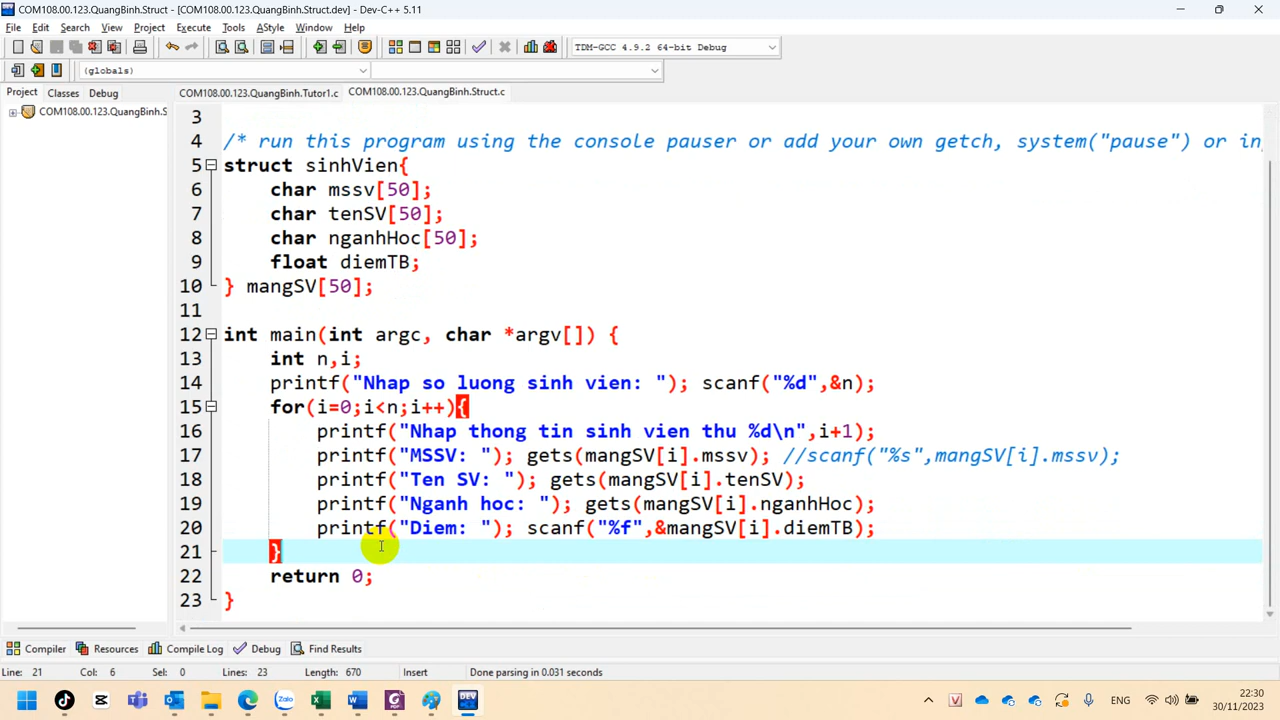 COM108.00.123.QuangBinh.Struct - [COM108.00.123.QuangBinh.Struct.dev] - Dev-C++ 5.11
File Edit Search View Project Execute Tools AStyle Window Help
TDM-GCC 4.9.2 64-bit Debug
(globals)
Project Classes Debug
COM108.00.123.QuangBinh.Tutor1.c COM108.00.123.QuangBinh.Struct.c
COM108.00.123.QuangBinh.S
3
4 /* run this program using the console pauser or add your own getch, system("pause") or in
5 struct sinhVien{
6 char mssv[50];
7 char tenSV[50];
8 char nganhHoc[50];
9 float diemTB;
10 } mangSV[50];
11
12 int main(int argc, char *argv[]) {
13 int n,i;
14 printf("Nhap so luong sinh vien: "); scanf("%d",&n);
15 for(i=0;i<n;i++){
16 printf("Nhap thong tin sinh vien thu %d\n",i+1);
17 printf("MSSV: "); gets(mangSV[i].mssv); //scanf("%s",mangSV[i].mssv);
18 printf("Ten SV: "); gets(mangSV[i].tenSV);
19 printf("Nganh hoc: "); gets(mangSV[i].nganhHoc);
20 printf("Diem: "); scanf("%f",&mangSV[i].diemTB);
21 }
22 return 0;
23 }
Compiler Resources Compile Log Debug Find Results
Line: 21 Col: 6 Sel: 0 Lines: 23 Length: 670 Insert Done parsing in 0.031 seconds
Zalo
DEV
ENG
22:30
30/11/2023